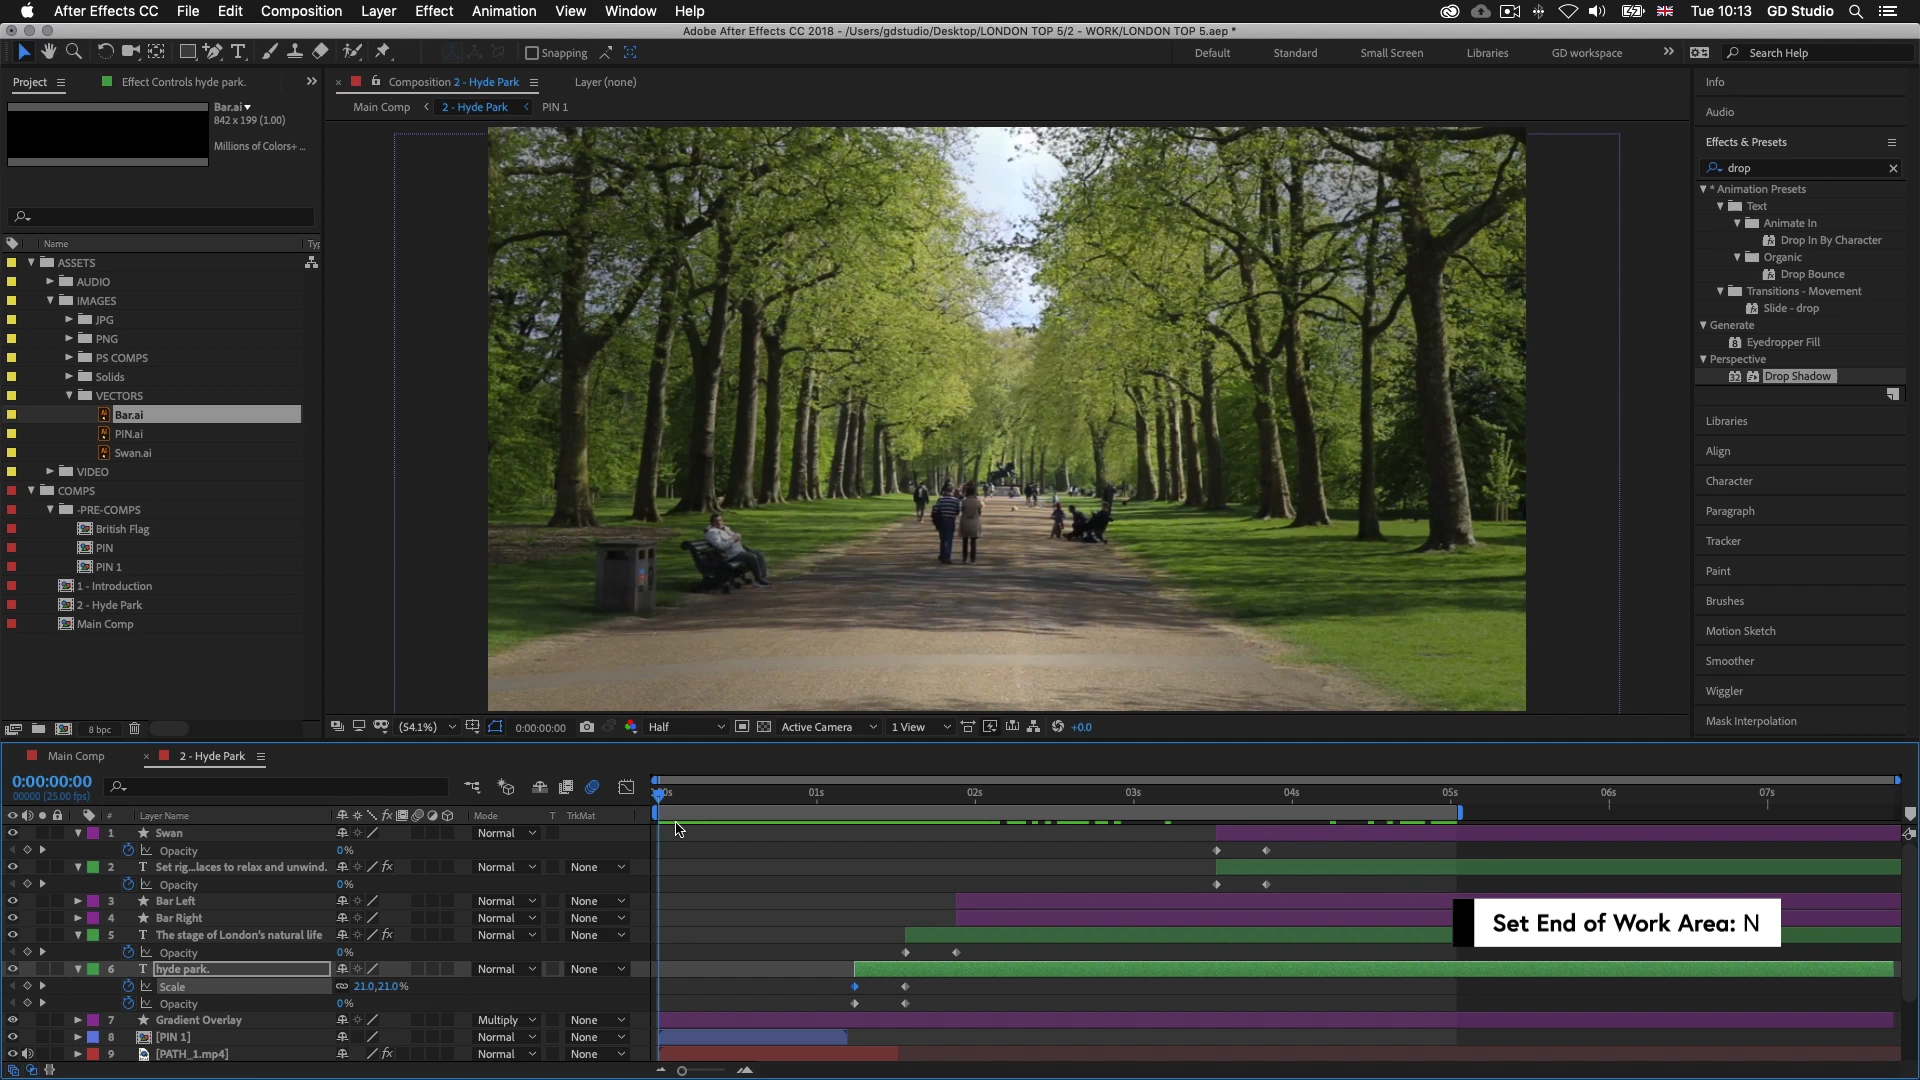 After Effects CC File Edit Composition Layer Effect Animation View Window Help Tue 10:13 GD Studio
Adobe After Effects CC 2018 - /Users/gdstudio/Desktop/LONDON TOP 5/2 - WORK/LONDON TOP 5.aep *
Snapping Default Standard Small Screen Libraries GD workspace » Search Help
Project Effect Controls hyde park. » Composition 2 - Hyde Park Layer (none)
Main Comp 2 - Hyde Park PIN 1
Bar.ai
842 x 199 (1.00)
Millions of Colors+ ...
Name Typ
ASSETS
AUDIO
IMAGES
JPG
PNG
PS COMPS
Solids
VECTORS
Bar.ai
PIN.ai
Swan.ai
VIDEO
COMPS
-PRE-COMPS
British Flag
PIN
PIN 1
1 - Introduction
2 - Hyde Park
Main Comp
8 bpc
(54.1%) 0:00:00:00 Half Active Camera 1 View +0.0
Info
Audio
Effects & Presets
drop
* Animation Presets
Text
Animate In
Drop In By Character
Organic
Drop Bounce
Transitions - Movement
Slide - drop
Generate
Eyedropper Fill
Perspective
Drop Shadow
Libraries
Align
Character
Paragraph
Tracker
Paint
Brushes
Motion Sketch
Smoother
Wiggler
Mask Interpolation
Main Comp 2 - Hyde Park
0:00:00:00
00000 (25.00 fps)
:00s 01s 02s 03s 04s 05s 06s 07s
# Layer Name Mode T TrkMat
1 Swan Normal
Opacity 0%
2 Set rig...laces to relax and unwind. Normal None
Opacity 0%
3 Bar Left Normal None
4 Bar Right Normal None
5 The stage of London's natural life Normal None
Opacity 0%
6 hyde park. Normal None
Scale 21.0,21.0%
Opacity 0%
7 Gradient Overlay Multiply None
8 [PIN 1] Normal None
9 [PATH_1.mp4] Normal None
Set End of Work Area: N